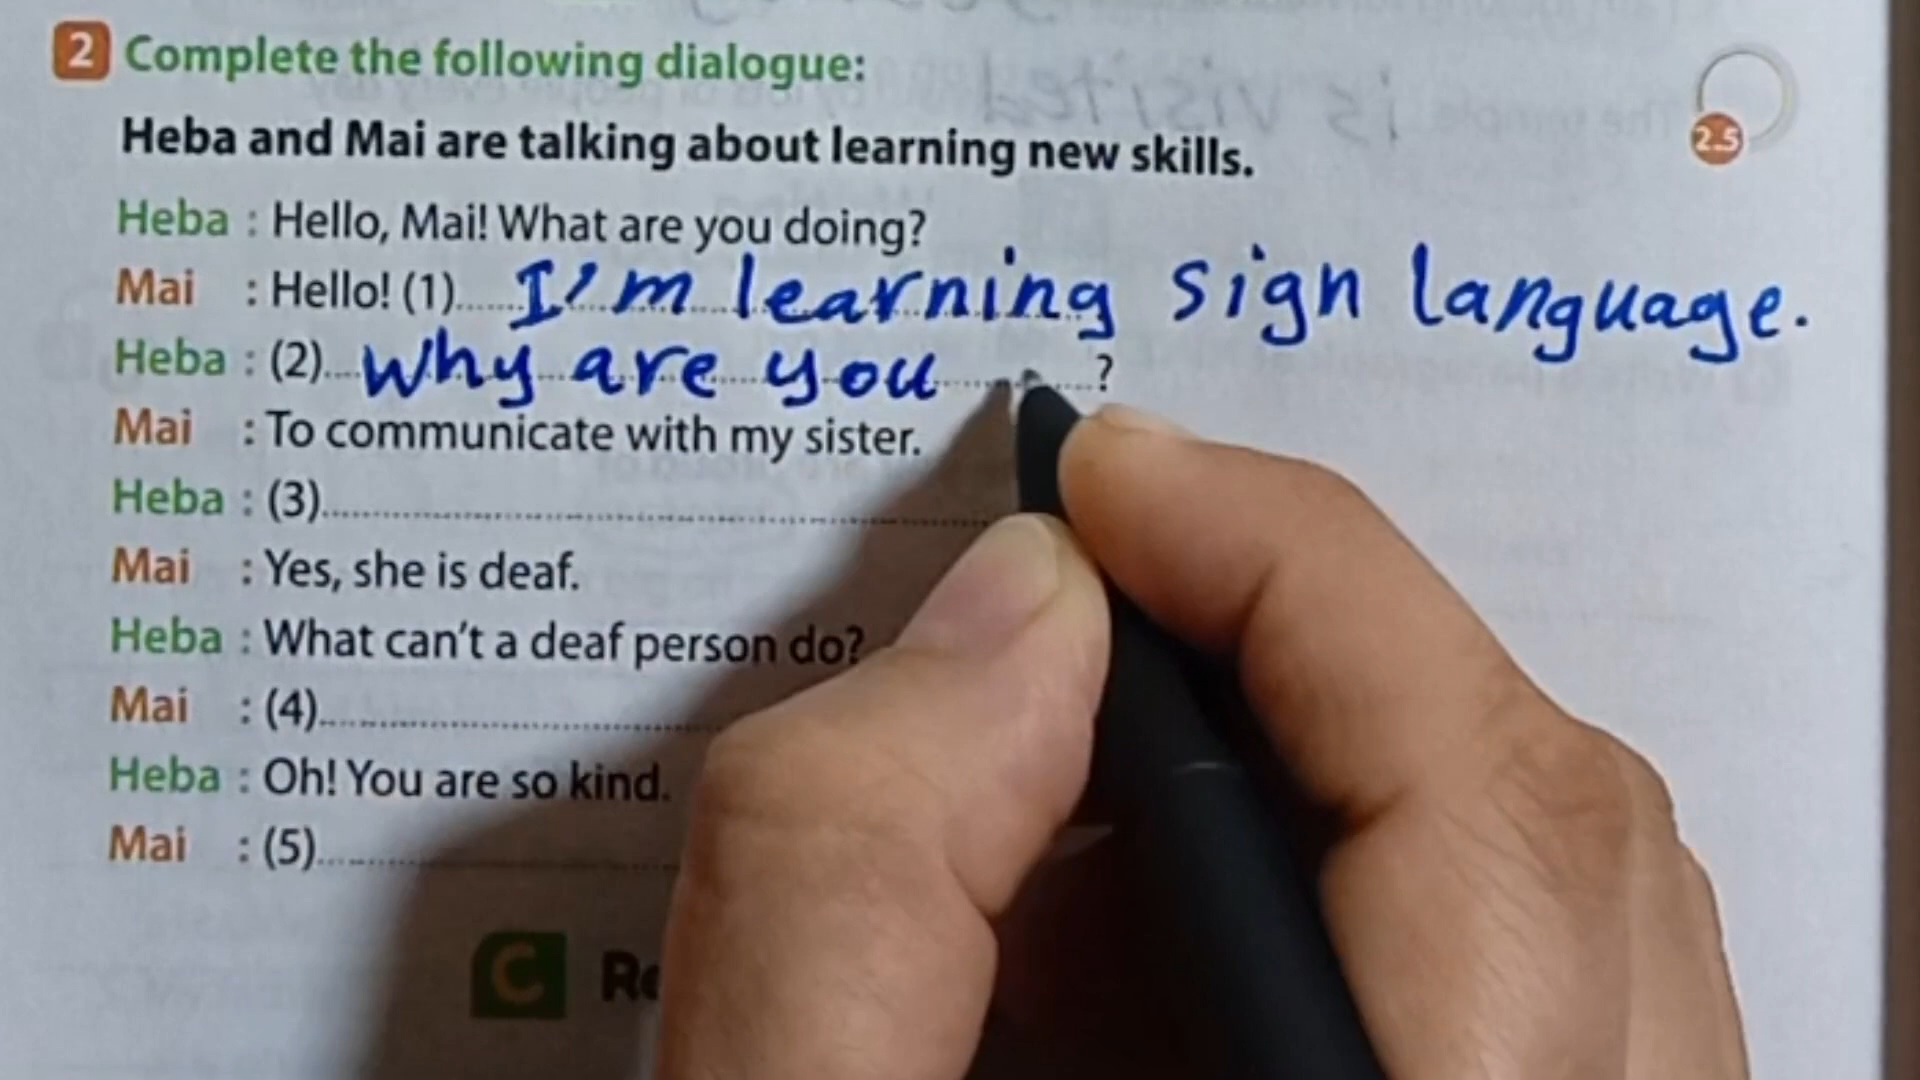 2 Complete the following dialogue:
2.5
Heba and Mai are talking about learning new skills.
Heba : Hello, Mai! What are you doing?
Mai : Hello! (1) I'm learning sign language.
Heba : (2) Why are you ?
Mai : To communicate with my sister.
Heba : (3)
Mai : Yes, she is deaf.
Heba : What can't a deaf person do?
Mai : (4)
Heba : Oh! You are so kind.
Mai : (5)
C